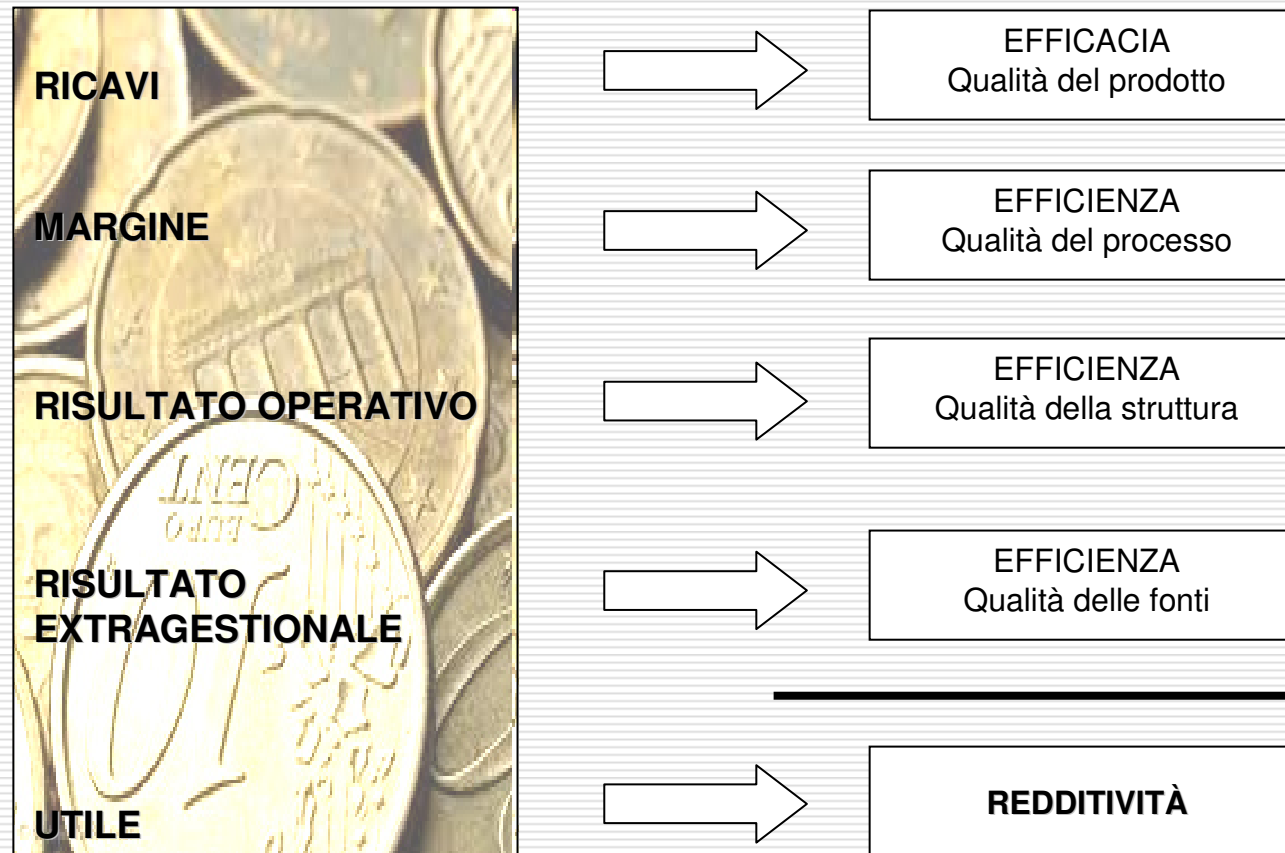 RICAVI
EFFICACIA
Qualità del prodotto
MARGINE
EFFICIENZA
Qualità del processo
RISULTATO OPERATIVO
EFFICIENZA
Qualità della struttura
RISULTATO
EXTRAGESTIONALE
EFFICIENZA
Qualità delle fonti
UTILE
REDDITIVITÀ
10